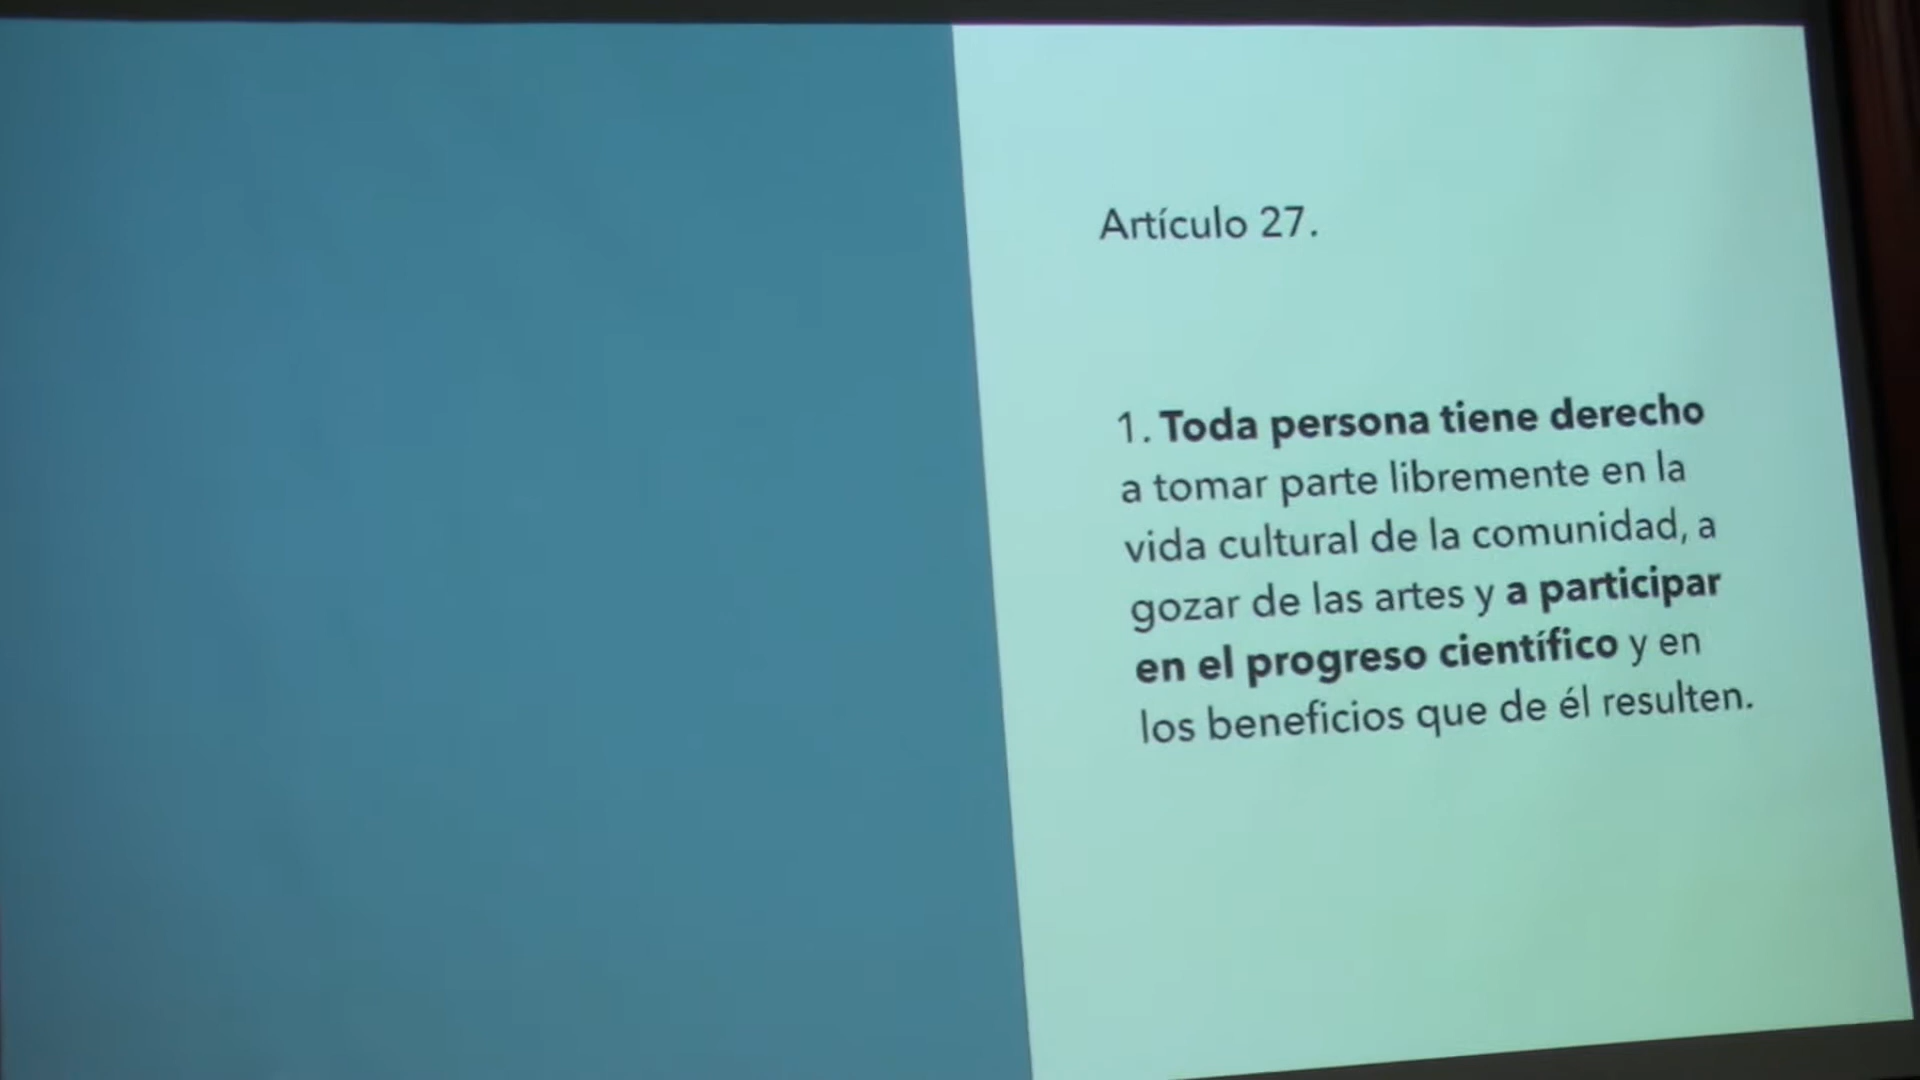 Artículo 27.
1. Toda persona tiene derecho
a tomar parte libremente en la
vida cultural de la comunidad, a
gozar de las artes y a participar
en el progreso científico y en
los beneficios que de él resulten.